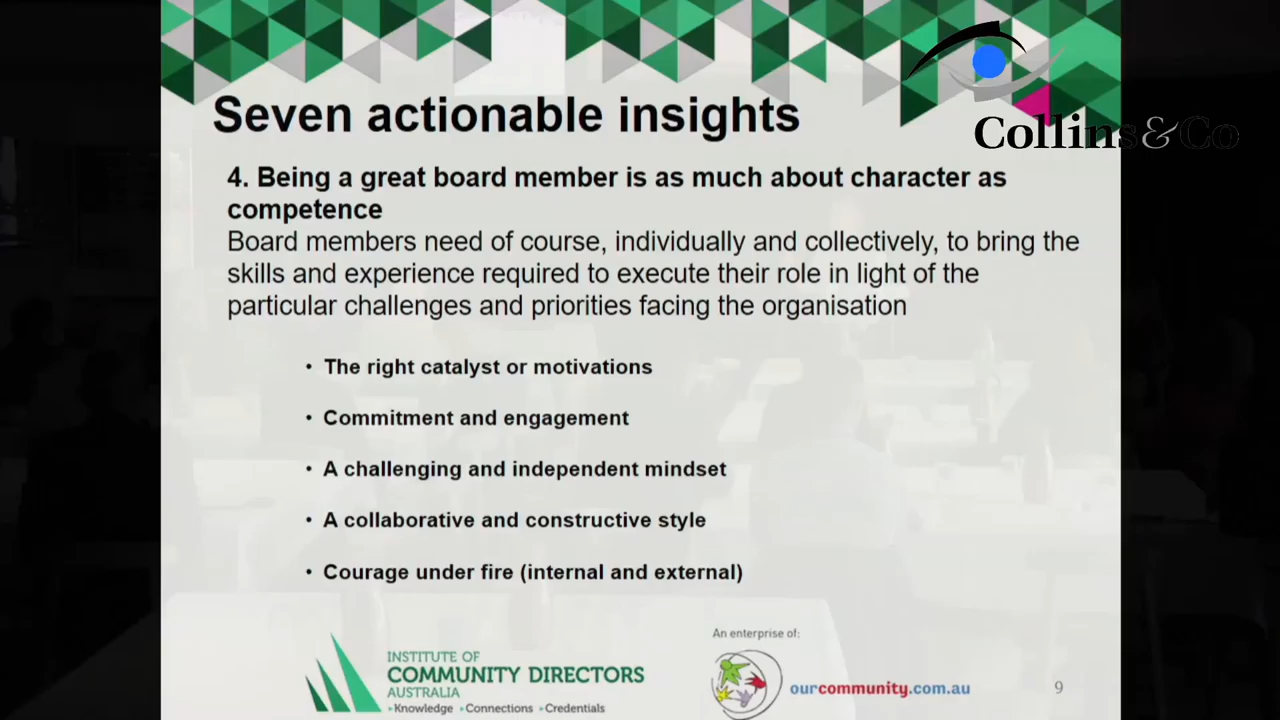 Collins&Co
Seven actionable insights
4. Being a great board member is as much about character as
competence
Board members need of course, individually and collectively, to bring the
skills and experience required to execute their role in light of the
particular challenges and priorities facing the organisation
• The right catalyst or motivations
• Commitment and engagement
• A challenging and independent mindset
• A collaborative and constructive style
• Courage under fire (internal and external)
INSTITUTE OF
COMMUNITY DIRECTORS
AUSTRALIA
Knowledge Connections Credentials
An enterprise of:
ourcommunity.com.au
9